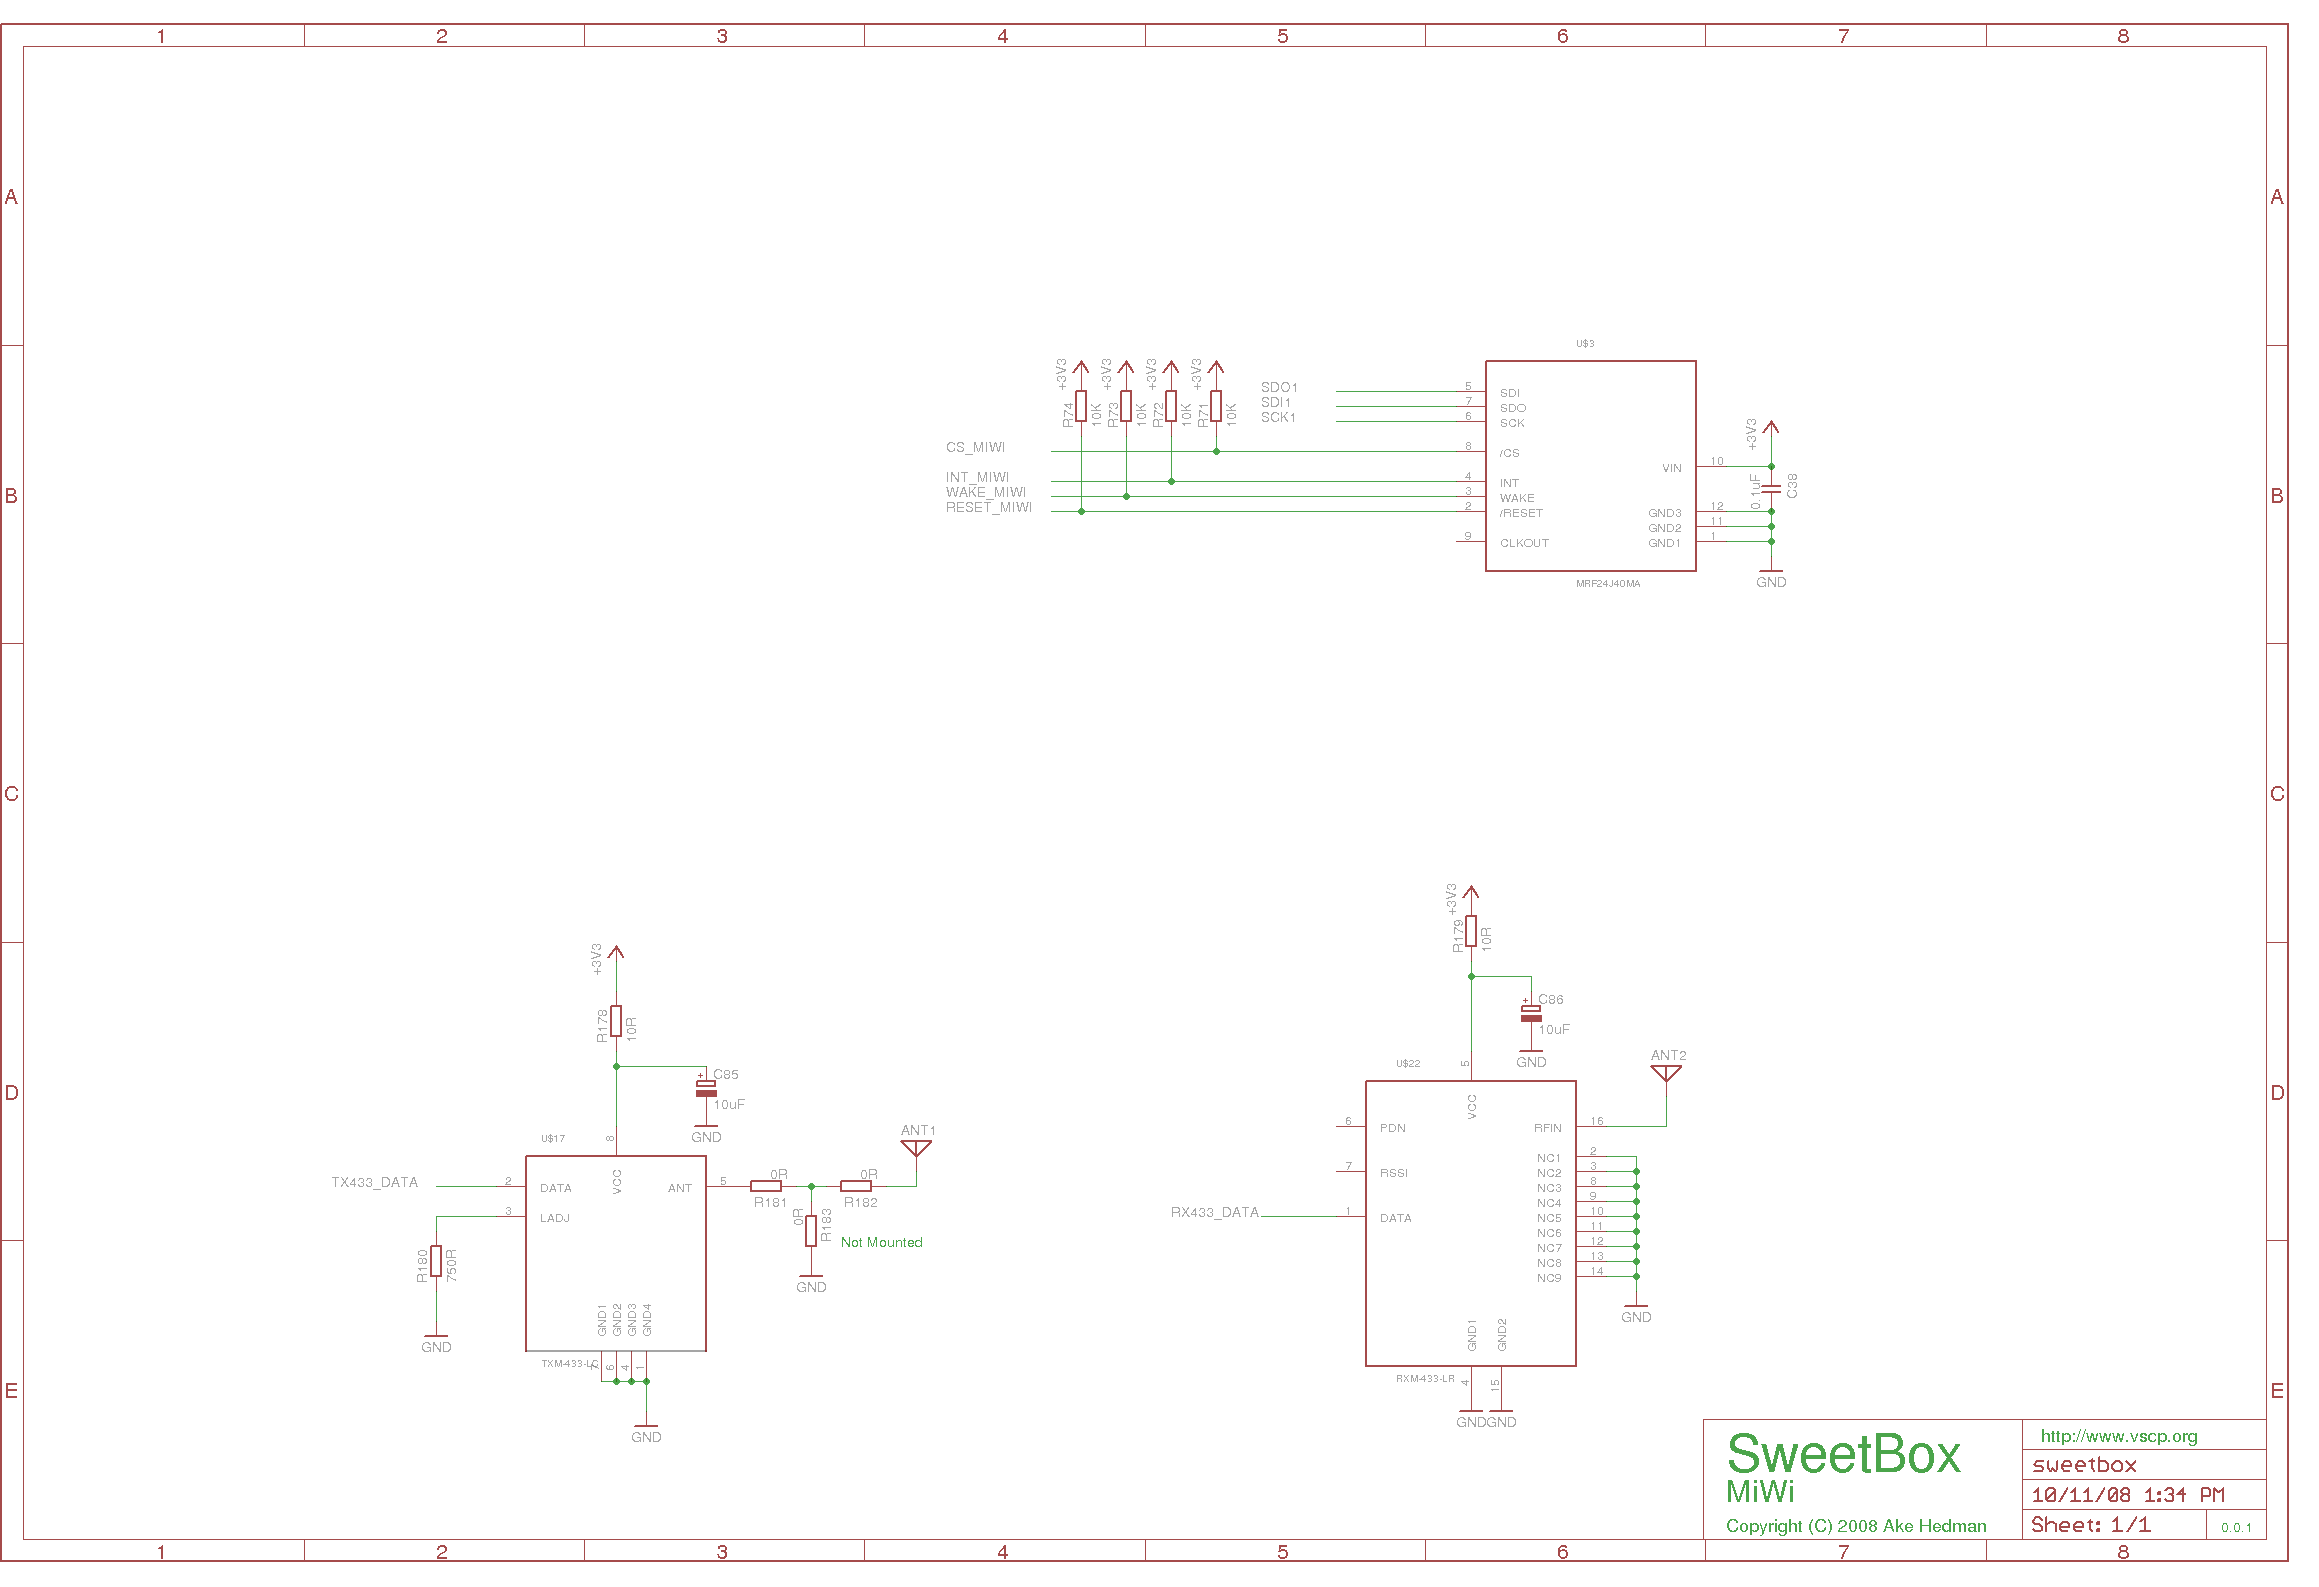 1 2 3 4 5 6 7 8
A A
U$3
+3V3 +3V3 +3V3 +3V3
R74 10K R73 10K R72 10K R71 10K
SDO1 5 SDI
SDI1 7 SDO
SCK1 6 SCK
CS_MIWI 8 /CS
INT_MIWI 4 INT
WAKE_MIWI 3 WAKE
RESET_MIWI 2 /RESET
9 CLKOUT
VIN 10
+3V3
0.1uF C38
GND3 12
GND2 11
GND1 1
GND
MRF24J40MA
B B
C C
+3V3
R178 10R
C85
+
10uF
GND
U$17
8
VCC
TX433_DATA 2 DATA
3 LADJ
R180 750R
GND
ANT 5
0R
R181
0R
R182
0R R183
Not Mounted
GND
ANT1
GND1 GND2 GND3 GND4
TXM-433-LC
7 6 4 1
GND
+3V3
R179 10R
C86
+
10uF
GND
U$22
5
VCC
ANT2
6 PDN
7 RSSI
RX433_DATA 1 DATA
RFIN 16
NC1 2
NC2 3
NC3 8
NC4 9
NC5 10
NC6 11
NC7 12
NC8 13
NC9 14
GND
GND1 GND2
RXM-433-LR
4 15
GND GND
D D
E E
SweetBox
MiWi
Copyright (C) 2008 Ake Hedman
http://www.vscp.org
sweetbox
10/11/08 1:34 PM
Sheet: 1/1
0.0.1
1 2 3 4 5 6 7 8